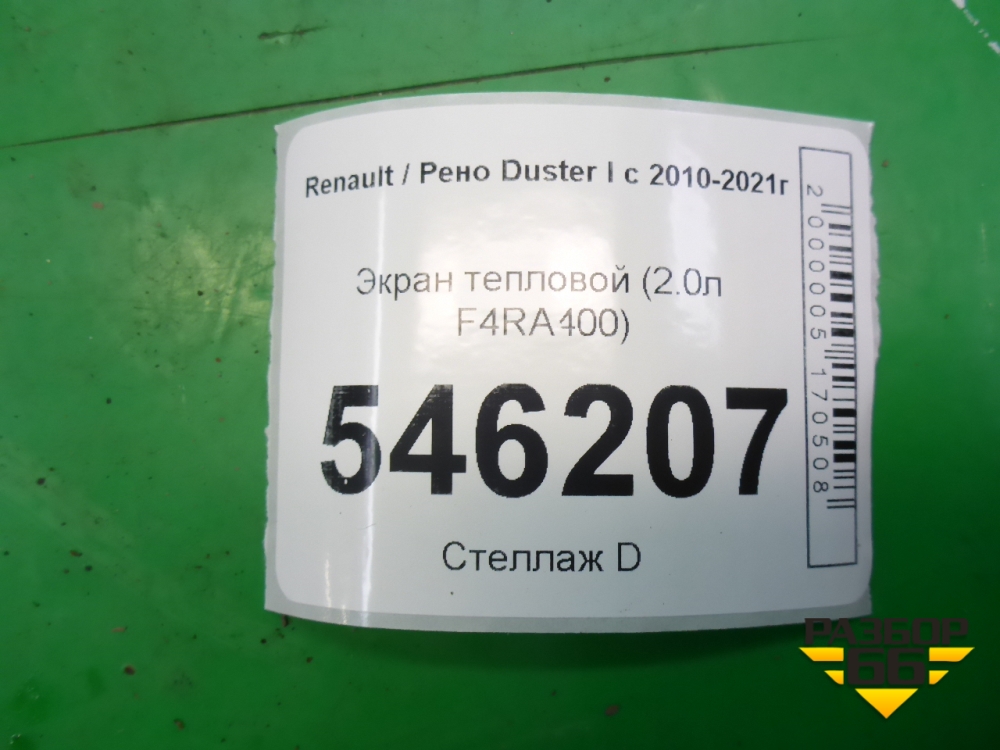 Renault / Рено Duster I с 2010-2021г
Экран тепловой (2.0л
F4RA400)
546207
Стеллаж D
2000005170508
РАЗБОР
66